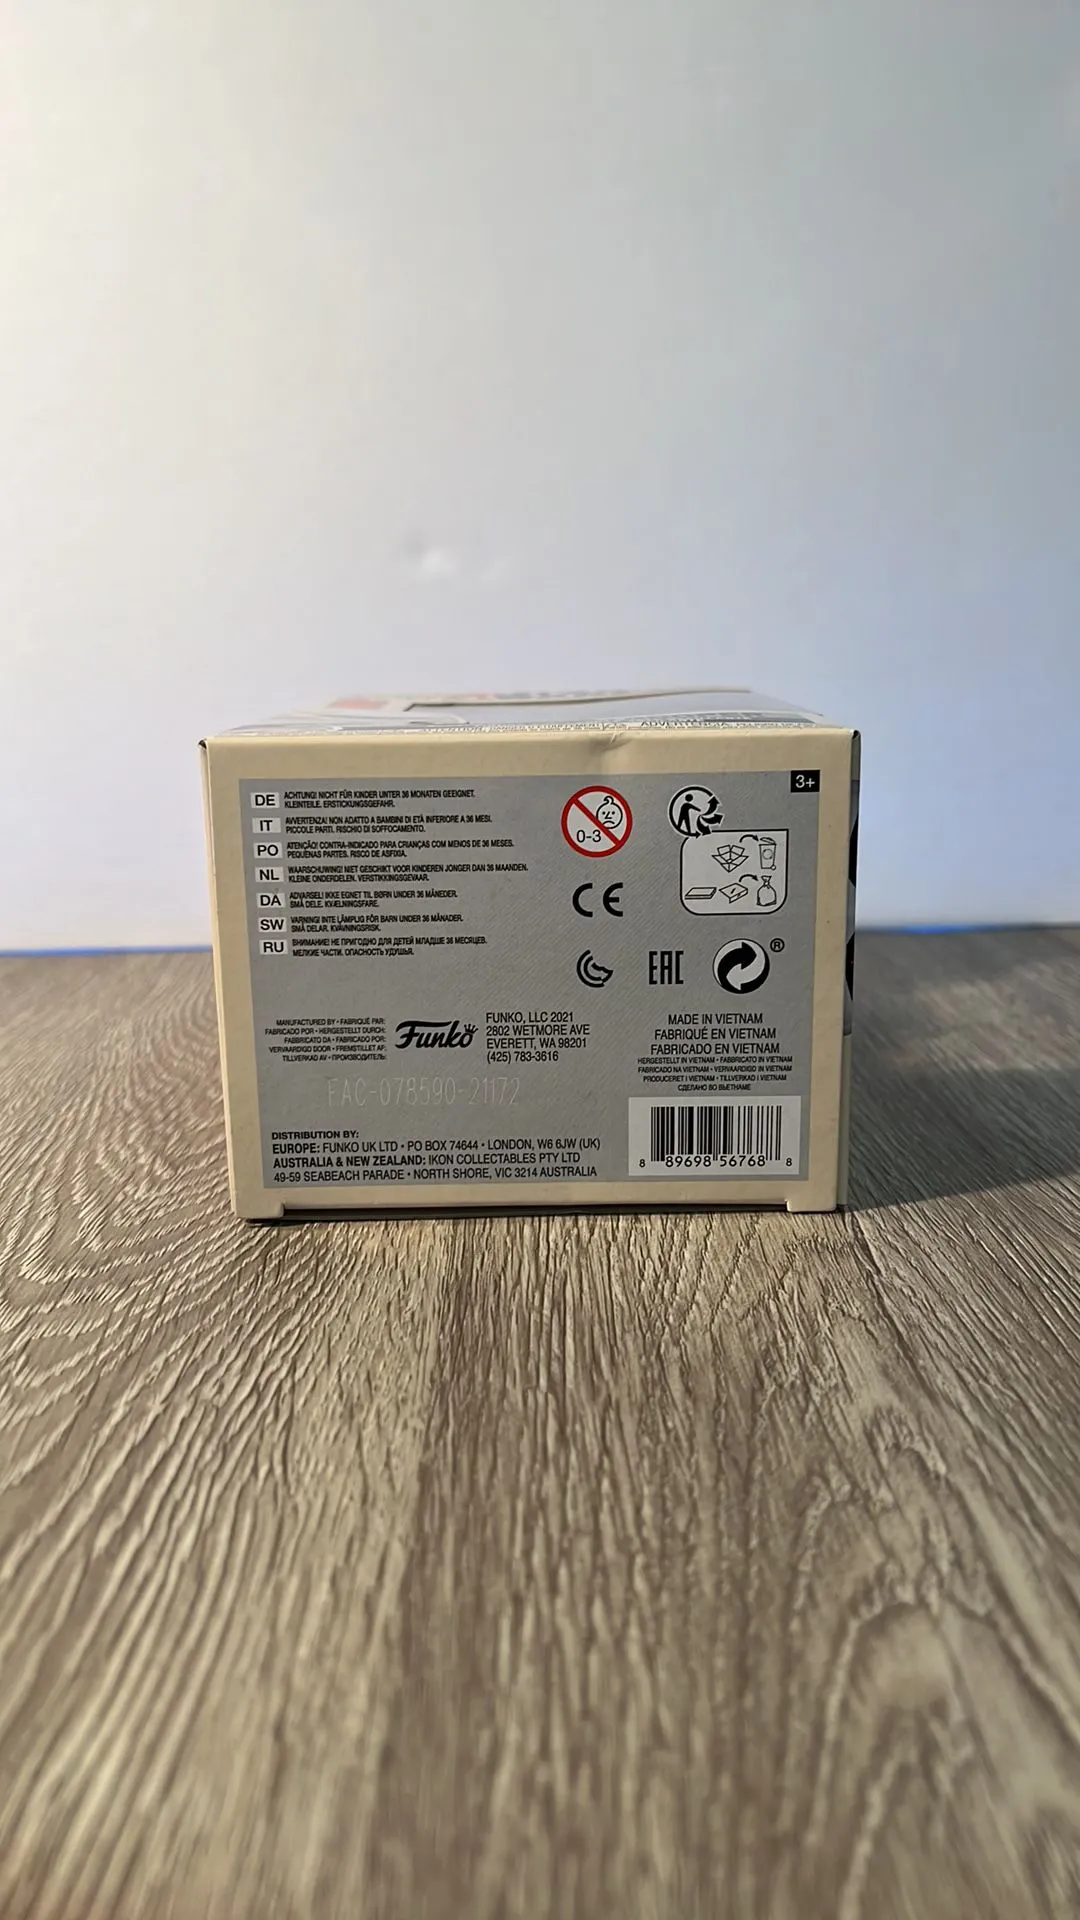 3+
DE ACHTUNG! NICHT FÜR KINDER UNTER 36 MONATEN GEEIGNET.
KLEINTEILE. ERSTICKUNGSGEFAHR.
IT AVVERTENZA! NON ADATTO A BAMBINI DI ETÀ INFERIORE A 36 MESI.
PICCOLE PARTI. RISCHIO DI SOFFOCAMENTO.
PO ATENÇÃO! CONTRA-INDICADO PARA CRIANÇAS COM MENOS DE 36 MESES.
PEQUENAS PARTES. RISCO DE ASFIXIA.
NL WAARSCHUWING! NIET GESCHIKT VOOR KINDEREN JONGER DAN 36 MAANDEN.
KLEINE ONDERDELEN. VERSTIKKINGSGEVAAR.
DA ADVARSEL! IKKE EGNET TIL BØRN UNDER 36 MÅNEDER.
SMÅ DELE. KVÆLNINGSFARE.
SW VARNING! INTE LÄMPLIG FÖR BARN UNDER 36 MÅNADER.
SMÅ DELAR. KVÄVNINGSRISK.
RU ВНИМАНИЕ! НЕ ПРИГОДНО ДЛЯ ДЕТЕЙ МЛАДШЕ 36 МЕСЯЦЕВ.
МЕЛКИЕ ЧАСТИ. ОПАСНОСТЬ УДУШЬЯ.
0-3
CE
EAC
®
MANUFACTURED BY • FABRIQUÉ PAR:
FABRICADO POR • HERGESTELLT DURCH:
FABBRICATO DA • FABRICADO POR:
VERVAARDIGD DOOR • FREMSTILLET AF:
TILLVERKAD AV • ПРОИЗВОДИТЕЛЬ:
Funko
FUNKO, LLC 2021
2802 WETMORE AVE
EVERETT, WA 98201
(425) 783-3616
MADE IN VIETNAM
FABRIQUÉ EN VIETNAM
FABRICADO EN VIETNAM
HERGESTELLT IN VIETNAM • FABBRICATO IN VIETNAM
FABRICADO NA VIETNAM • VERVAARDIGD IN VIETNAM
PRODUCERET I VIETNAM • TILLVERKAD I VIETNAM
СДЕЛАНО ВО ВЬЕТНАМЕ
FAC-078590-21172
DISTRIBUTION BY:
EUROPE: FUNKO UK LTD • PO BOX 74644 • LONDON, W6 6JW (UK)
AUSTRALIA & NEW ZEALAND: IKON COLLECTABLES PTY LTD
49-59 SEABEACH PARADE • NORTH SHORE, VIC 3214 AUSTRALIA
8 89698 56768 8